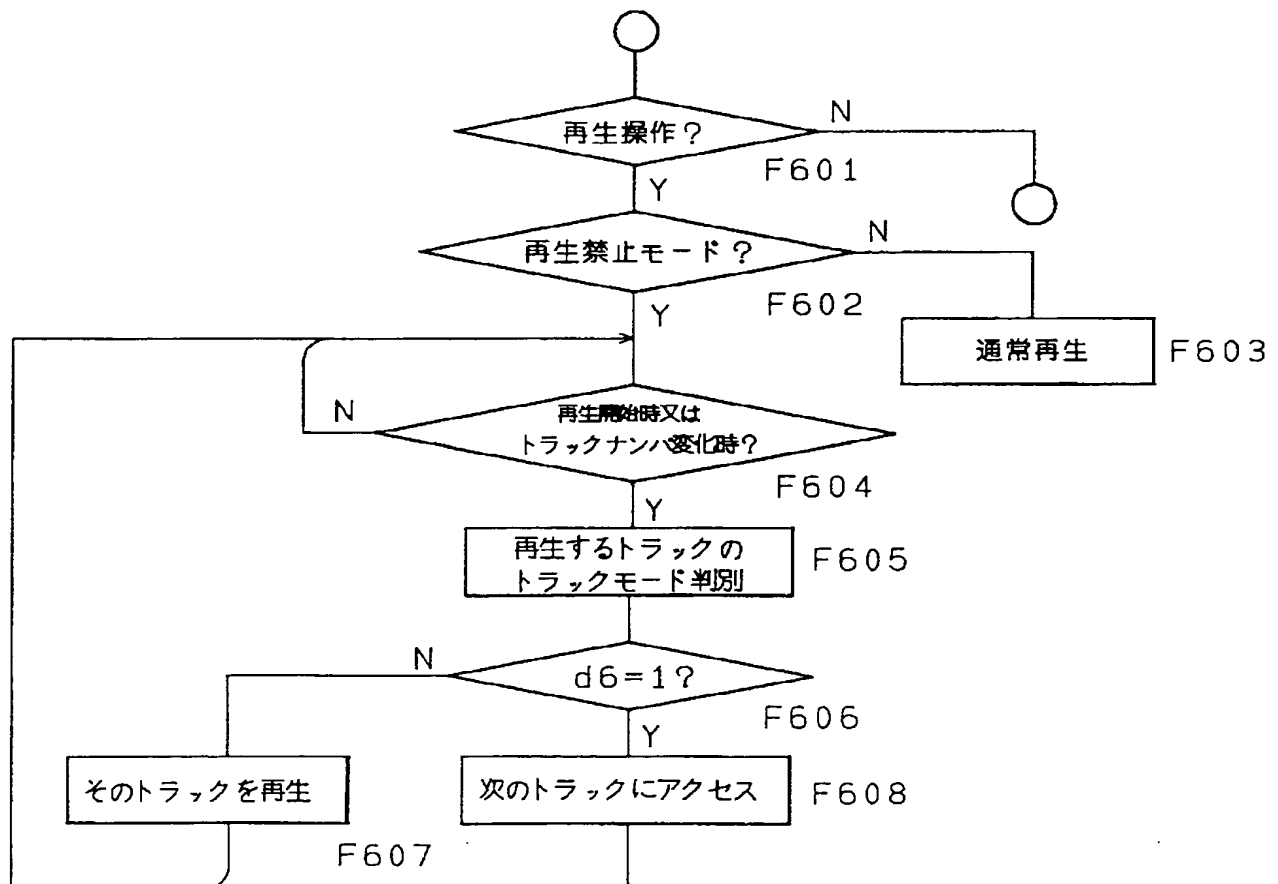 再生操作？
N
F601
Y
再生禁止モード？
N
F602
Y
通常再生
F603
再生開始時又は
トラックナンバ変化時？
N
F604
Y
再生するトラックの
トラックモード判別
F605
N
d6=1？
F606
Y
そのトラックを再生
F607
次のトラックにアクセス
F608